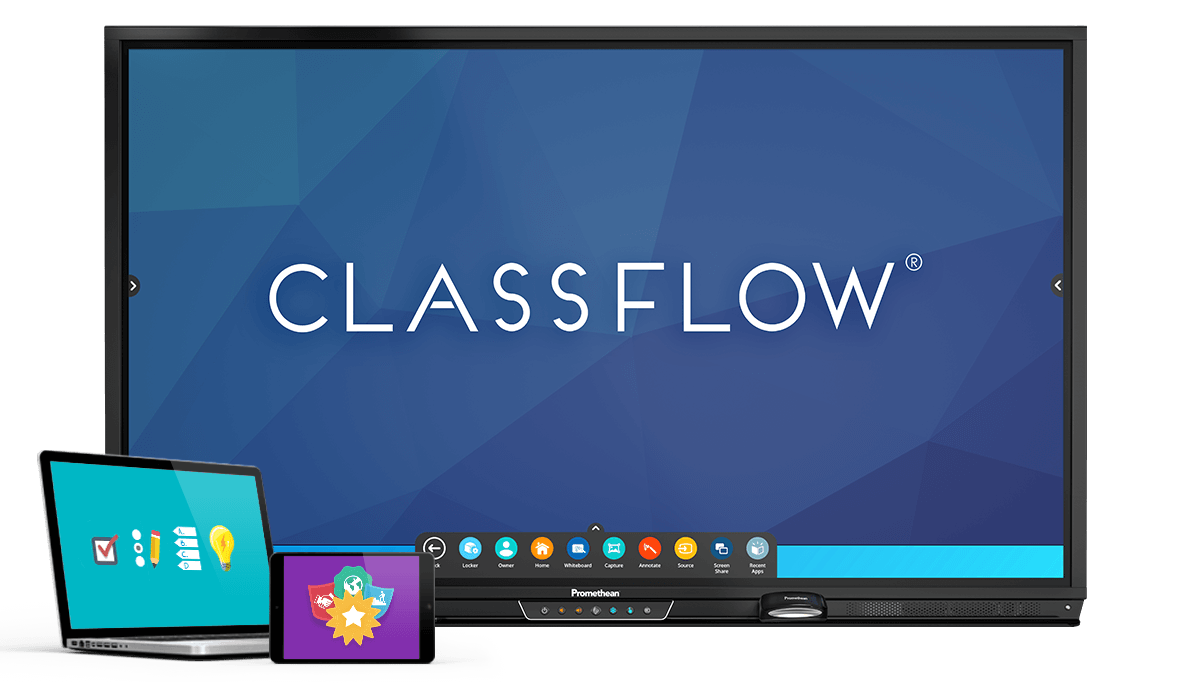 CLASSFLOW®
Locker
Owner
Home
Whiteboard
Capture
Annotate
Source
Screen Share
Recent Apps
Promethean
Promethean
A.
B.
C.
D.